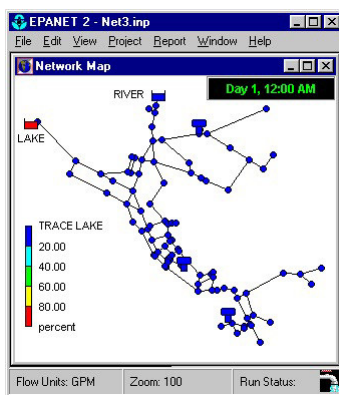 EPANET 2 - Net3.inp
File Edit View Project Report Window Help
Network Map
Day 1, 12:00 AM
RIVER
LAKE
TRACE LAKE
20.00
40.00
60.00
80.00
percent
Flow Units: GPM Zoom: 100 Run Status: